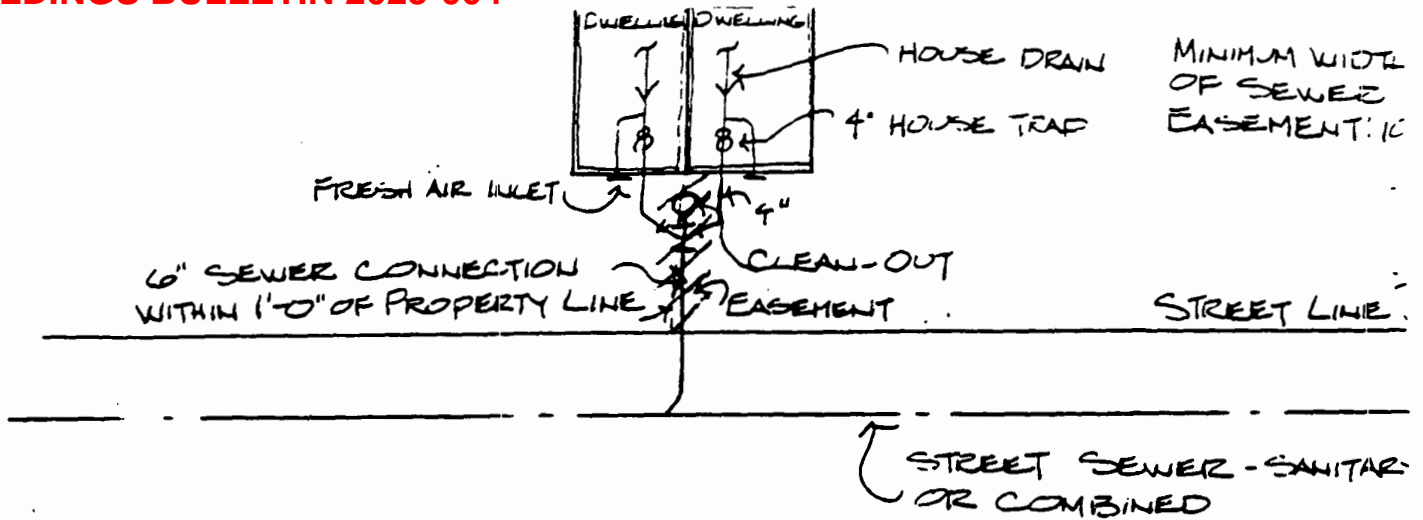 DWELLING DWELLING
HOUSE DRAIN
4" HOUSE TRAP
MINIMUM WIDTH
OF SEWER
EASEMENT:
FRESH AIR INLET
4"
CLEAN-OUT
6" SEWER CONNECTION
WITHIN 1'-0" OF PROPERTY LINE
EASEMENT
STREET LINE
STREET SEWER - SANITAR
OR COMBINED